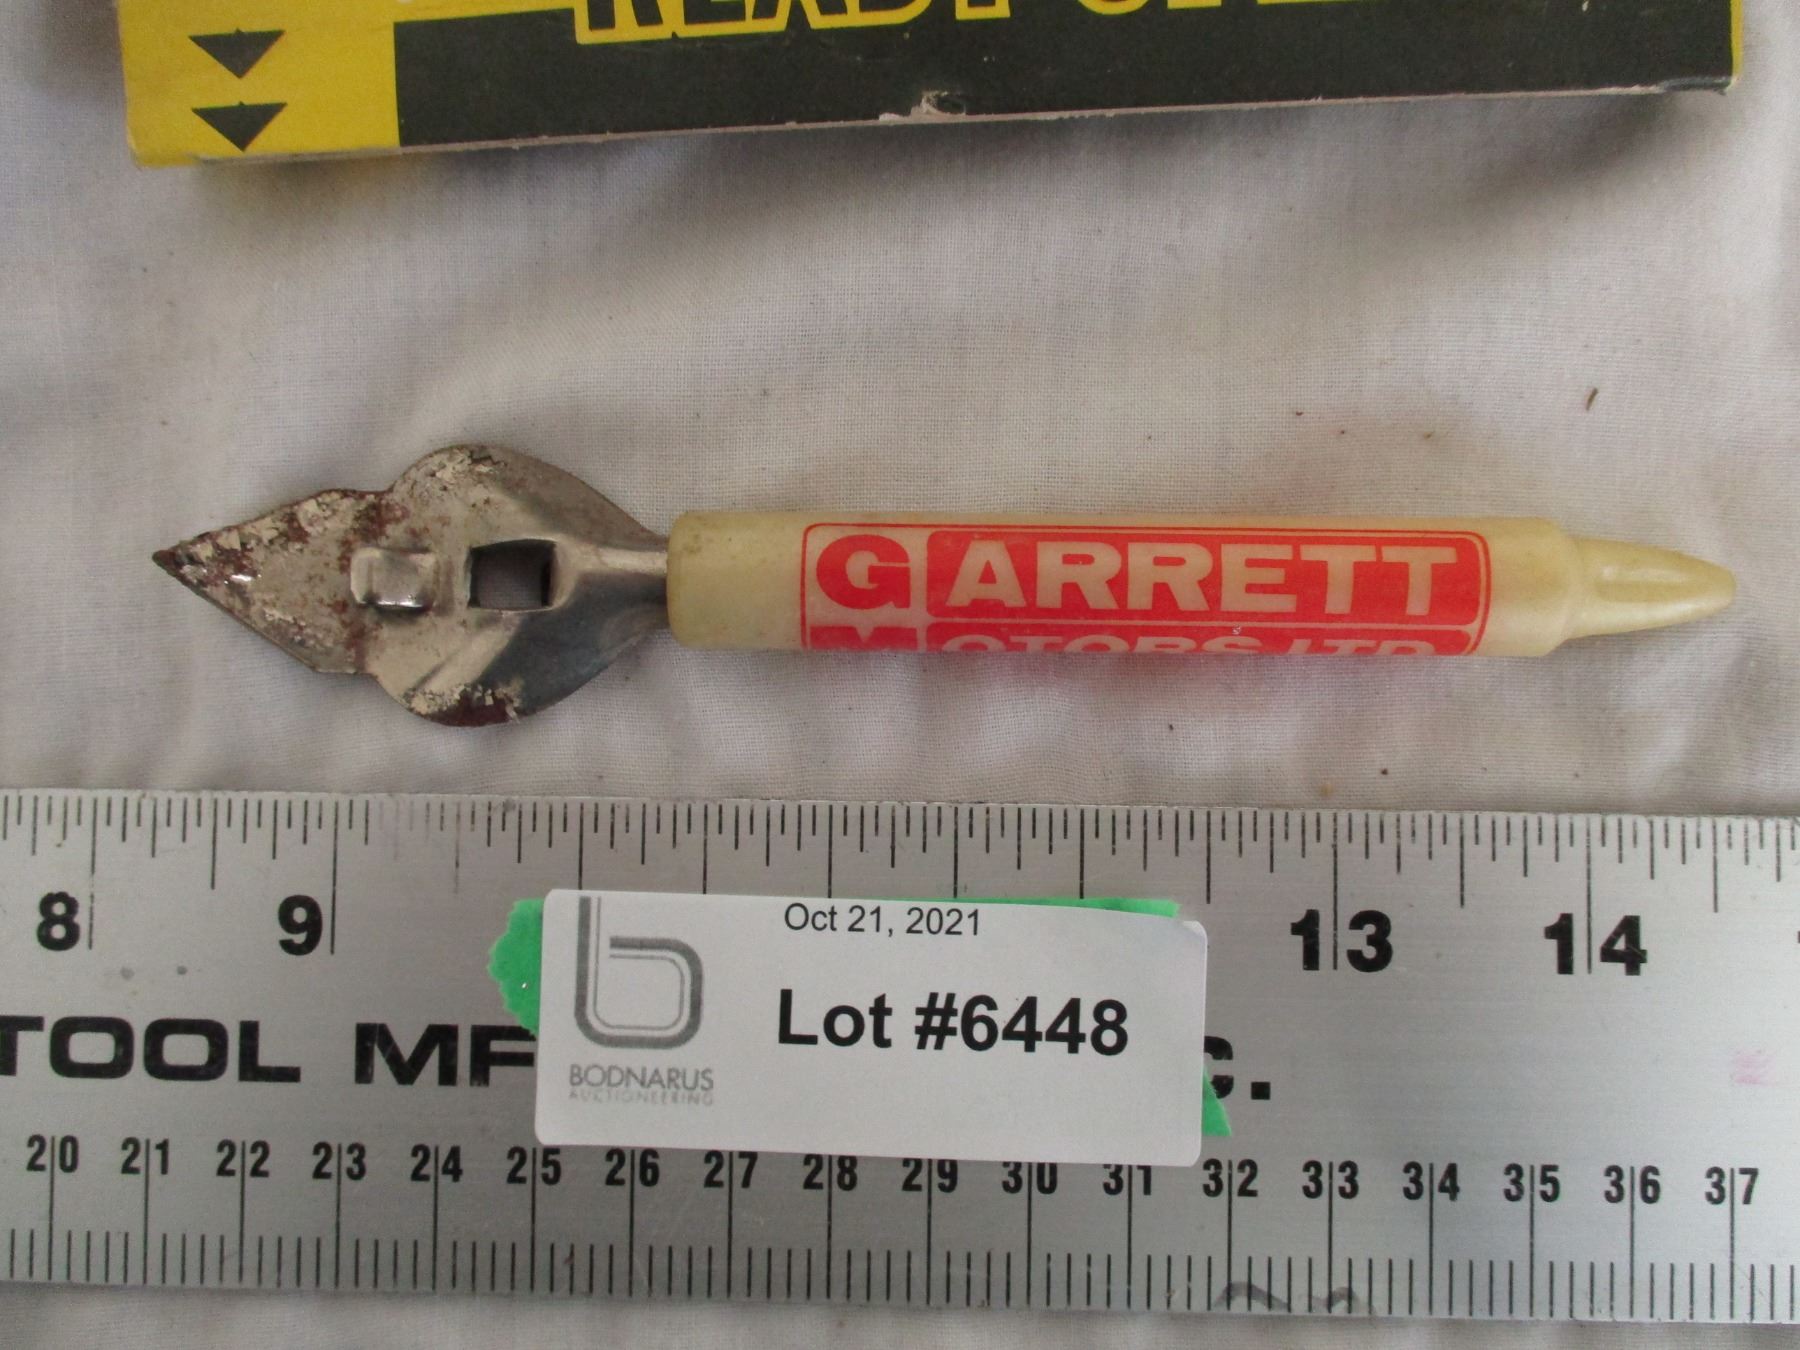 GARRETT
MOTORS LTD
8 9 13 14
Oct 21, 2021
Lot #6448
BODNARUS
AUCTIONEERING
TOOL
20 21 22 23 24 25 26 27 28 29 30 31 32 33 34 35 36 37